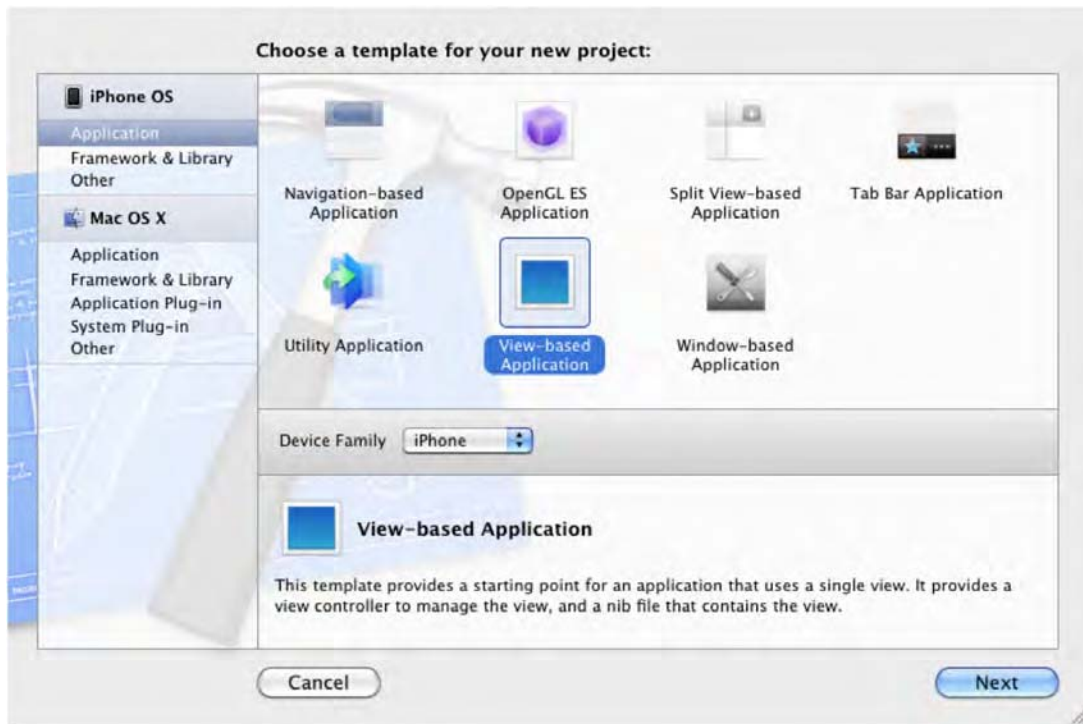 Choose a template for your new project:
iPhone OS
Application
Framework & Library
Other
Mac OS X
Application
Framework & Library
Application Plug-in
System Plug-in
Other
Navigation-based
Application
OpenGL ES
Application
Split View-based
Application
Tab Bar Application
Utility Application
View-based
Application
Window-based
Application
Device Family
iPhone
View-based Application
This template provides a starting point for an application that uses a single view. It provides a
view controller to manage the view, and a nib file that contains the view.
Cancel
Next